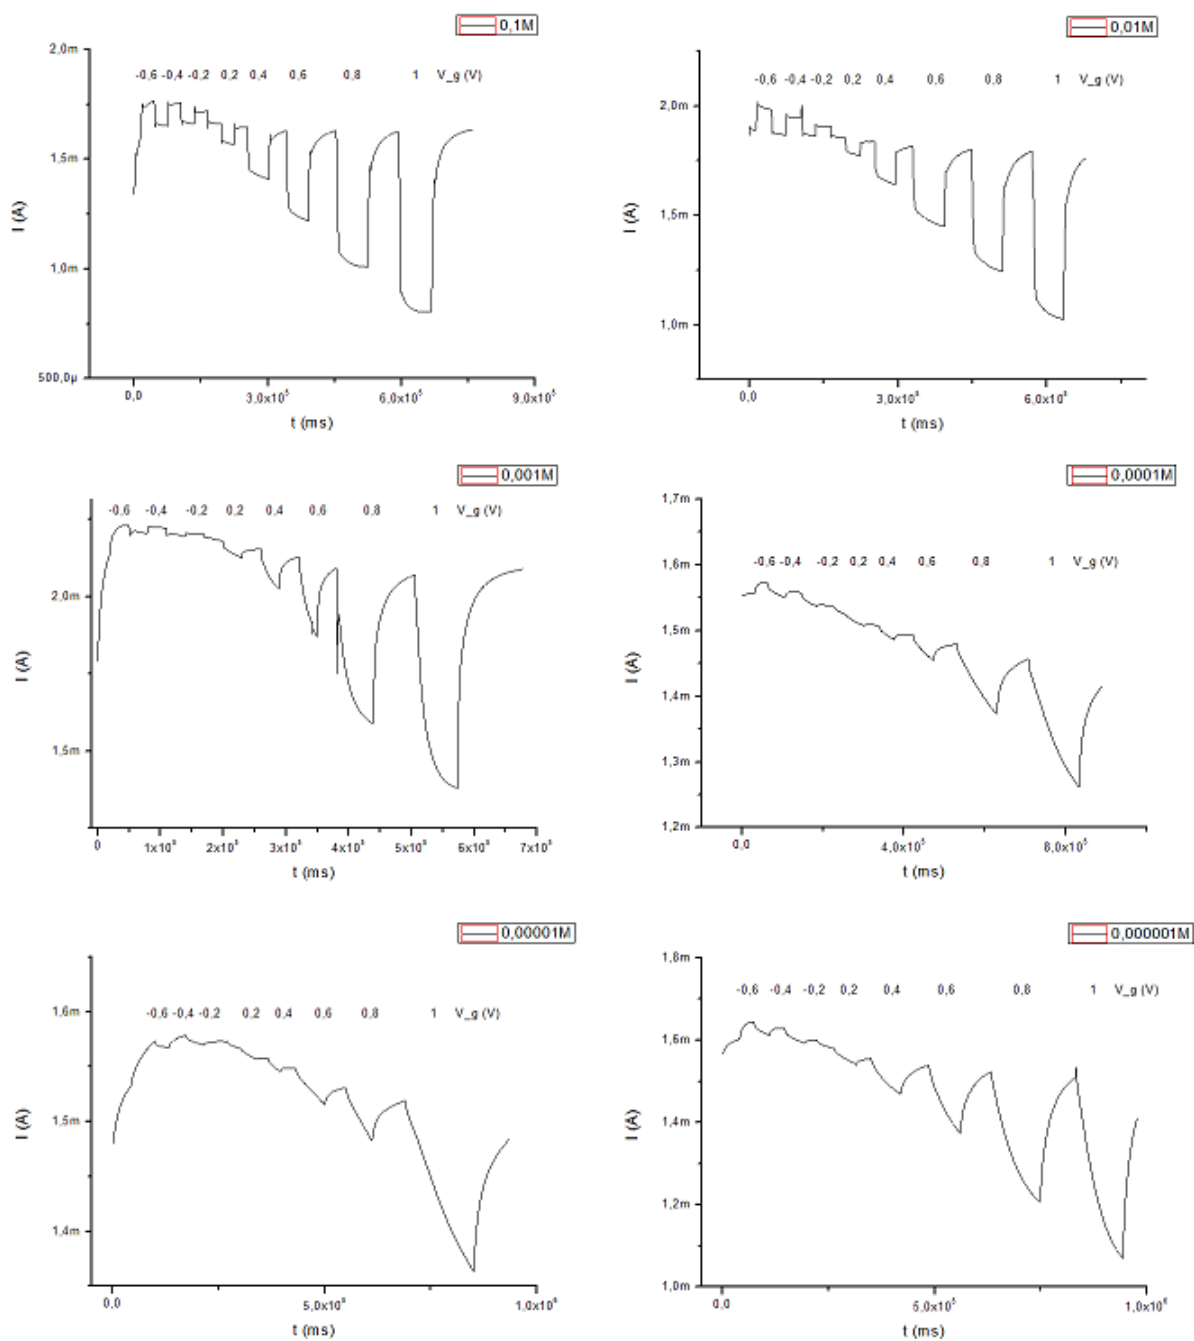 0,1M
2,0m
-0,6 -0,4 -0,2 0,2 0,4 0,6 0,8 1 V_g (V)
1,5m
I (A)
1,0m
500,0µ
0,0 3,0x10⁵ 6,0x10⁵ 9,0x10⁵
t (ms)
0,01M
-0,6 -0,4 -0,2 0,2 0,4 0,6 0,8 1 V_g (V)
2,0m
I (A)
1,5m
1,0m
0,0 3,0x10⁵ 6,0x10⁵
t (ms)
0,001M
-0,6 -0,4 -0,2 0,2 0,4 0,6 0,8 1 V_g (V)
2,0m
I (A)
1,5m
0 1x10⁵ 2x10⁵ 3x10⁵ 4x10⁵ 5x10⁵ 6x10⁵ 7x10⁵
t (ms)
0,0001M
1,7m
1,6m
-0,6 -0,4 -0,2 0,2 0,4 0,6 0,8 1 V_g (V)
1,5m
I (A)
1,4m
1,3m
1,2m
0,0 4,0x10⁵ 8,0x10⁵
t (ms)
0,00001M
1,6m
-0,6 -0,4 -0,2 0,2 0,4 0,6 0,8 1 V_g (V)
1,5m
I (A)
1,4m
0,0 5,0x10⁵ 1,0x10⁶
t (ms)
0,000001M
1,8m
-0,6 -0,4 -0,2 0,2 0,4 0,6 0,8 1 V_g (V)
1,6m
I (A)
1,4m
1,2m
1,0m
0,0 5,0x10⁵ 1,0x10⁶
t (ms)